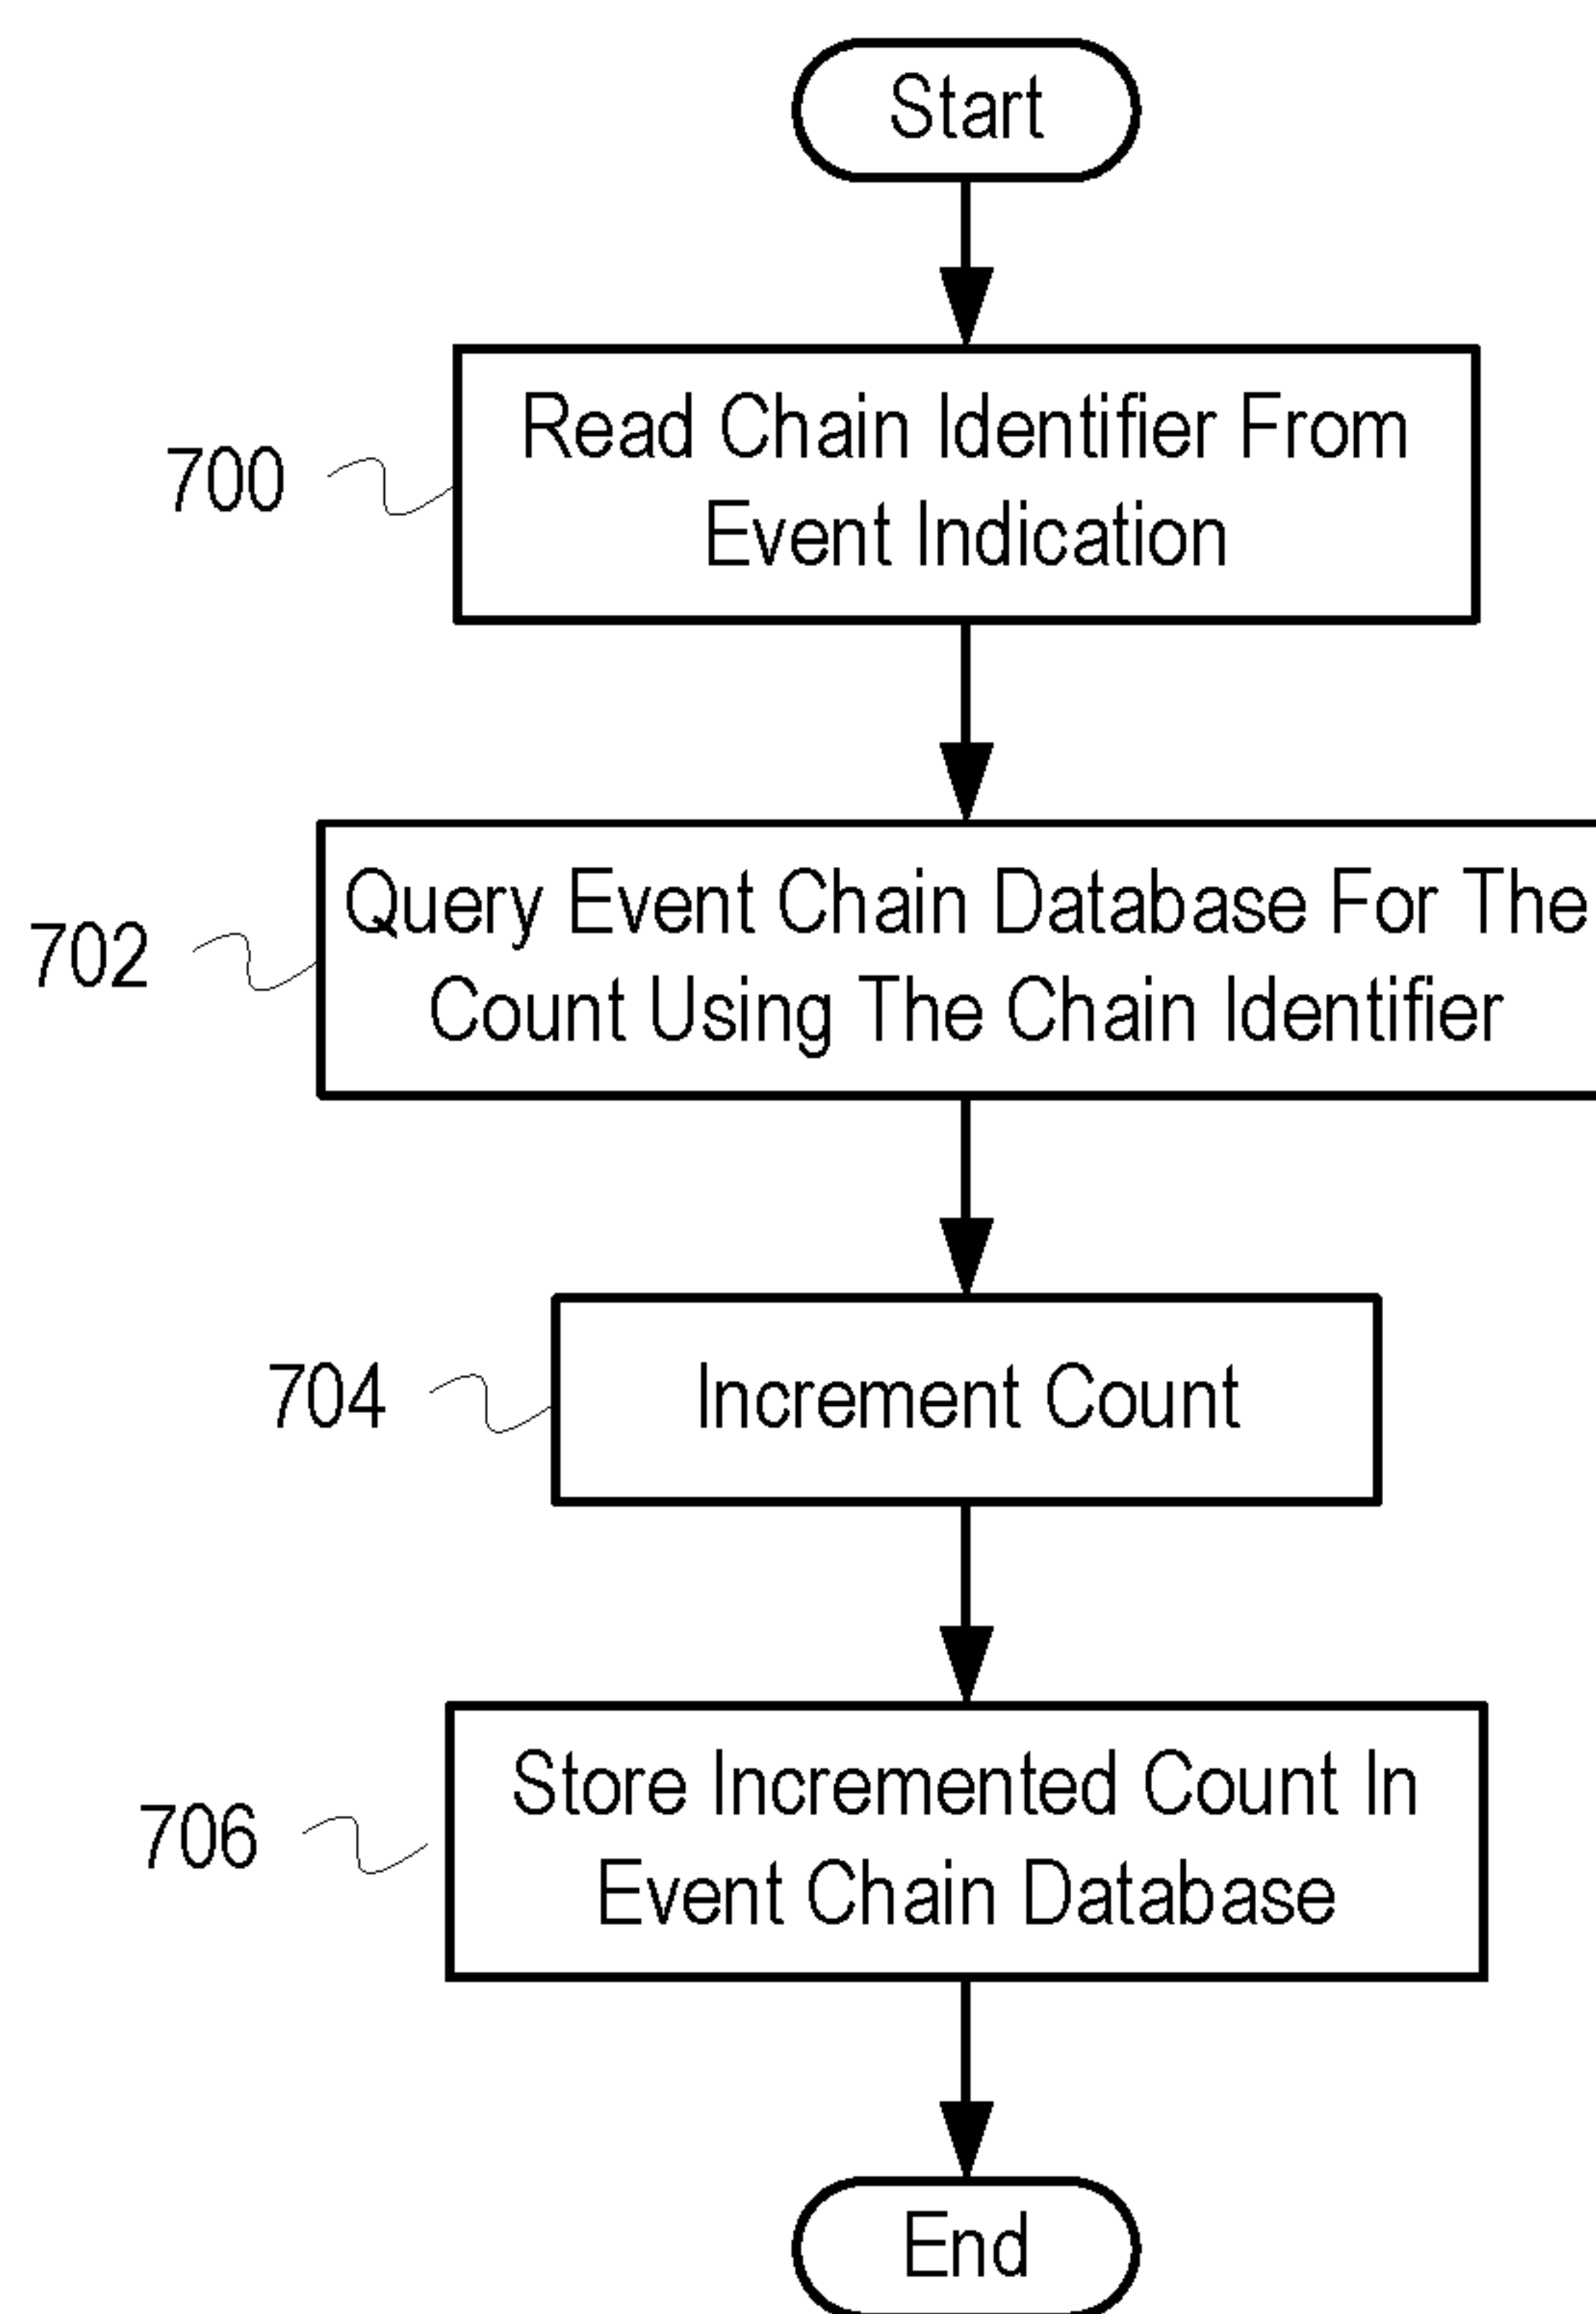 Start
Read Chain Identifier From
Event Indication
700
Query Event Chain Database For The
Count Using The Chain Identifier
702
Increment Count
704
Store Incremented Count In
Event Chain Database
706
End